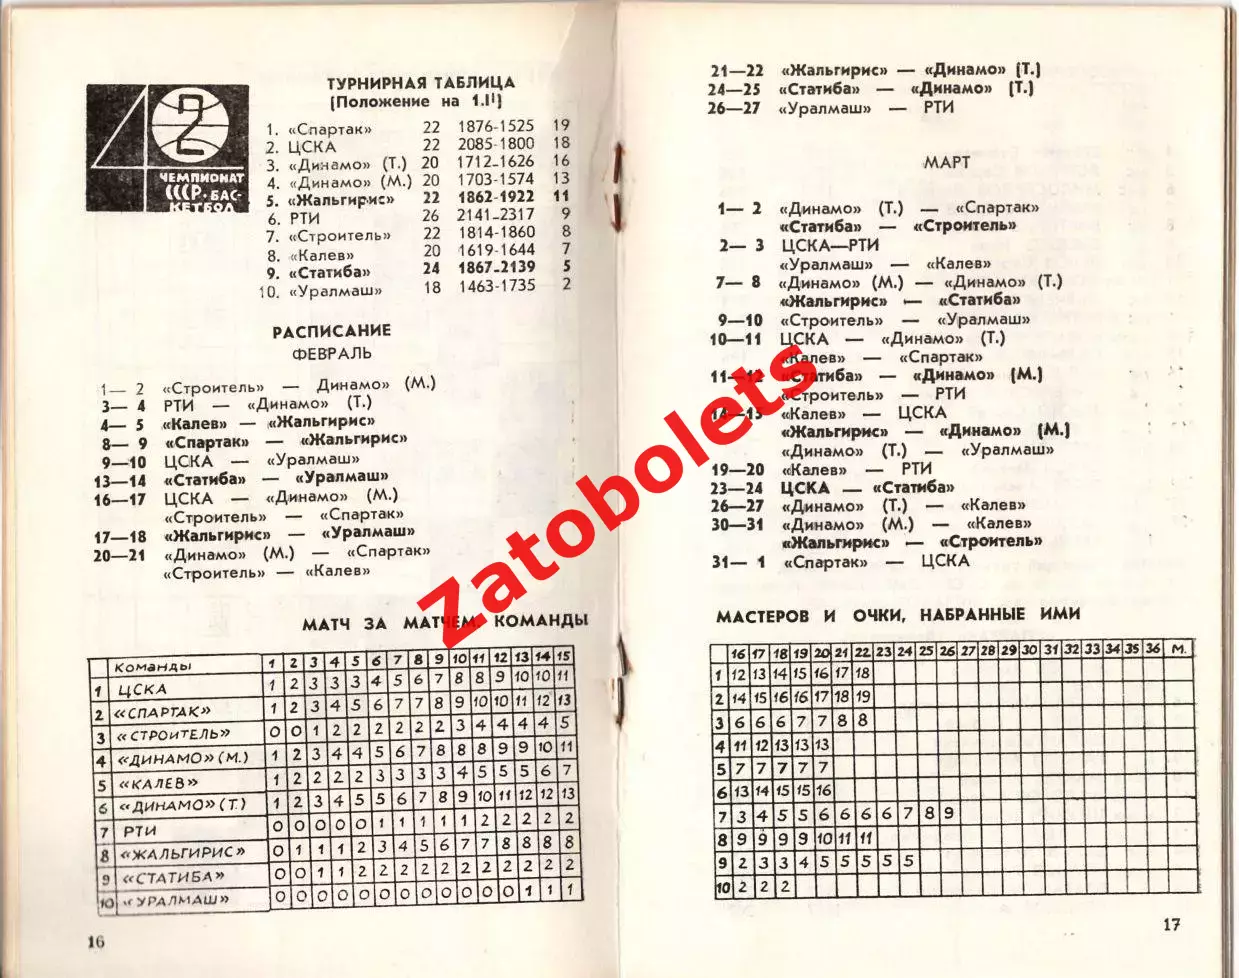 ЧЕМПИОНАТ
СССР. БАС-
КЕТБОЛ
ТУРНИРНАЯ ТАБЛИЦА
(Положение на 1.II)
1. «Спартак» 22 1876-1525 19
2. ЦСКА 22 2085-1800 18
3. «Динамо» (Т.) 20 1712-1626 16
4. «Динамо» (М.) 20 1703-1574 13
5. «Жальгирис» 22 1862-1922 11
6. РТИ 26 2141-2317 9
7. «Строитель» 22 1814-1860 8
8. «Калев» 20 1619-1644 7
9. «Статиба» 24 1867-2139 5
10. «Уралмаш» 18 1463-1735 2
РАСПИСАНИЕ
ФЕВРАЛЬ
1— 2 «Строитель» — Динамо» (М.)
3— 4 РТИ — «Динамо» (Т.)
4— 5 «Калев» — «Жальгирис»
8— 9 «Спартак» — «Жальгирис»
9—10 ЦСКА — «Уралмаш»
13—14 «Статиба» — «Уралмаш»
16—17 ЦСКА — «Динамо» (М.)
«Строитель» — «Спартак»
17—18 «Жальгирис» — «Уралмаш»
20—21 «Динамо» (М.) — «Спартак»
«Строитель» — «Калев»
МАТЧ ЗА МАТЧЕМ. КОМАНДЫ
Команды 1 2 3 4 5 6 7 8 9 10 11 12 13 14 15
1 ЦСКА 1 2 3 3 3 4 5 6 7 8 8 9 10 10 11
2 «СПАРТАК» 1 2 3 4 5 6 7 7 8 9 10 10 11 12 13
3 «СТРОИТЕЛЬ» 0 0 1 2 2 2 2 2 2 3 4 4 4 4 5
4 «ДИНАМО» (М.) 1 2 3 4 4 5 6 7 8 8 8 9 9 10 11
5 «КАЛЕВ» 1 2 2 2 2 3 3 3 3 4 5 5 5 6 7
6 «ДИНАМО» (Т.) 1 2 3 4 5 5 6 7 8 9 10 11 12 12 13
7 РТИ 0 0 0 0 0 1 1 1 1 1 2 2 2 2 2
8 «ЖАЛЬГИРИС» 0 1 1 1 2 3 4 5 6 7 7 8 8 8 8
9 «СТАТИБА» 0 0 1 1 2 2 2 2 2 2 2 2 2 2 2
10 «УРАЛМАШ» 0 0 0 0 0 0 0 0 0 0 0 0 1 1 1
16
21—22 «Жальгирис» — «Динамо» (Т.)
24—25 «Статиба» — «Динамо» (Т.)
26—27 «Уралмаш» — РТИ
МАРТ
1— 2 «Динамо» (Т.) — «Спартак»
«Статиба» — «Строитель»
2— 3 ЦСКА—РТИ
«Уралмаш» — «Калев»
7— 8 «Динамо» (М.) — «Динамо» (Т.)
«Жальгирис» — «Статиба»
9—10 «Строитель» — «Уралмаш»
10—11 ЦСКА — «Динамо» (Т.)
«Калев» — «Спартак»
11—12 «Статиба» — «Динамо» (М.)
«Строитель» — РТИ
14—15 «Калев» — ЦСКА
«Жальгирис» — «Динамо» (М.)
«Динамо» (Т.) — «Уралмаш»
19—20 «Калев» — РТИ
23—24 ЦСКА — «Статиба»
26—27 «Динамо» (Т.) — «Калев»
30—31 «Динамо» (М.) — «Калев»
«Жальгирис» — «Строитель»
31— 1 «Спартак» — ЦСКА
МАСТЕРОВ И ОЧКИ, НАБРАННЫЕ ИМИ
16 17 18 19 20 21 22 23 24 25 26 27 28 29 30 31 32 33 34 35 36 М.
1 12 13 14 15 16 17 18
2 14 15 16 16 17 18 19
3 6 6 6 7 7 8 8
4 11 12 13 13 13
5 7 7 7 7 7
6 13 14 15 15 16
7 3 4 5 5 6 6 6 6 7 8 9
8 9 9 9 9 10 11 11
9 2 3 3 4 5 5 5 5 5
10 2 2 2
17
Zatobolets